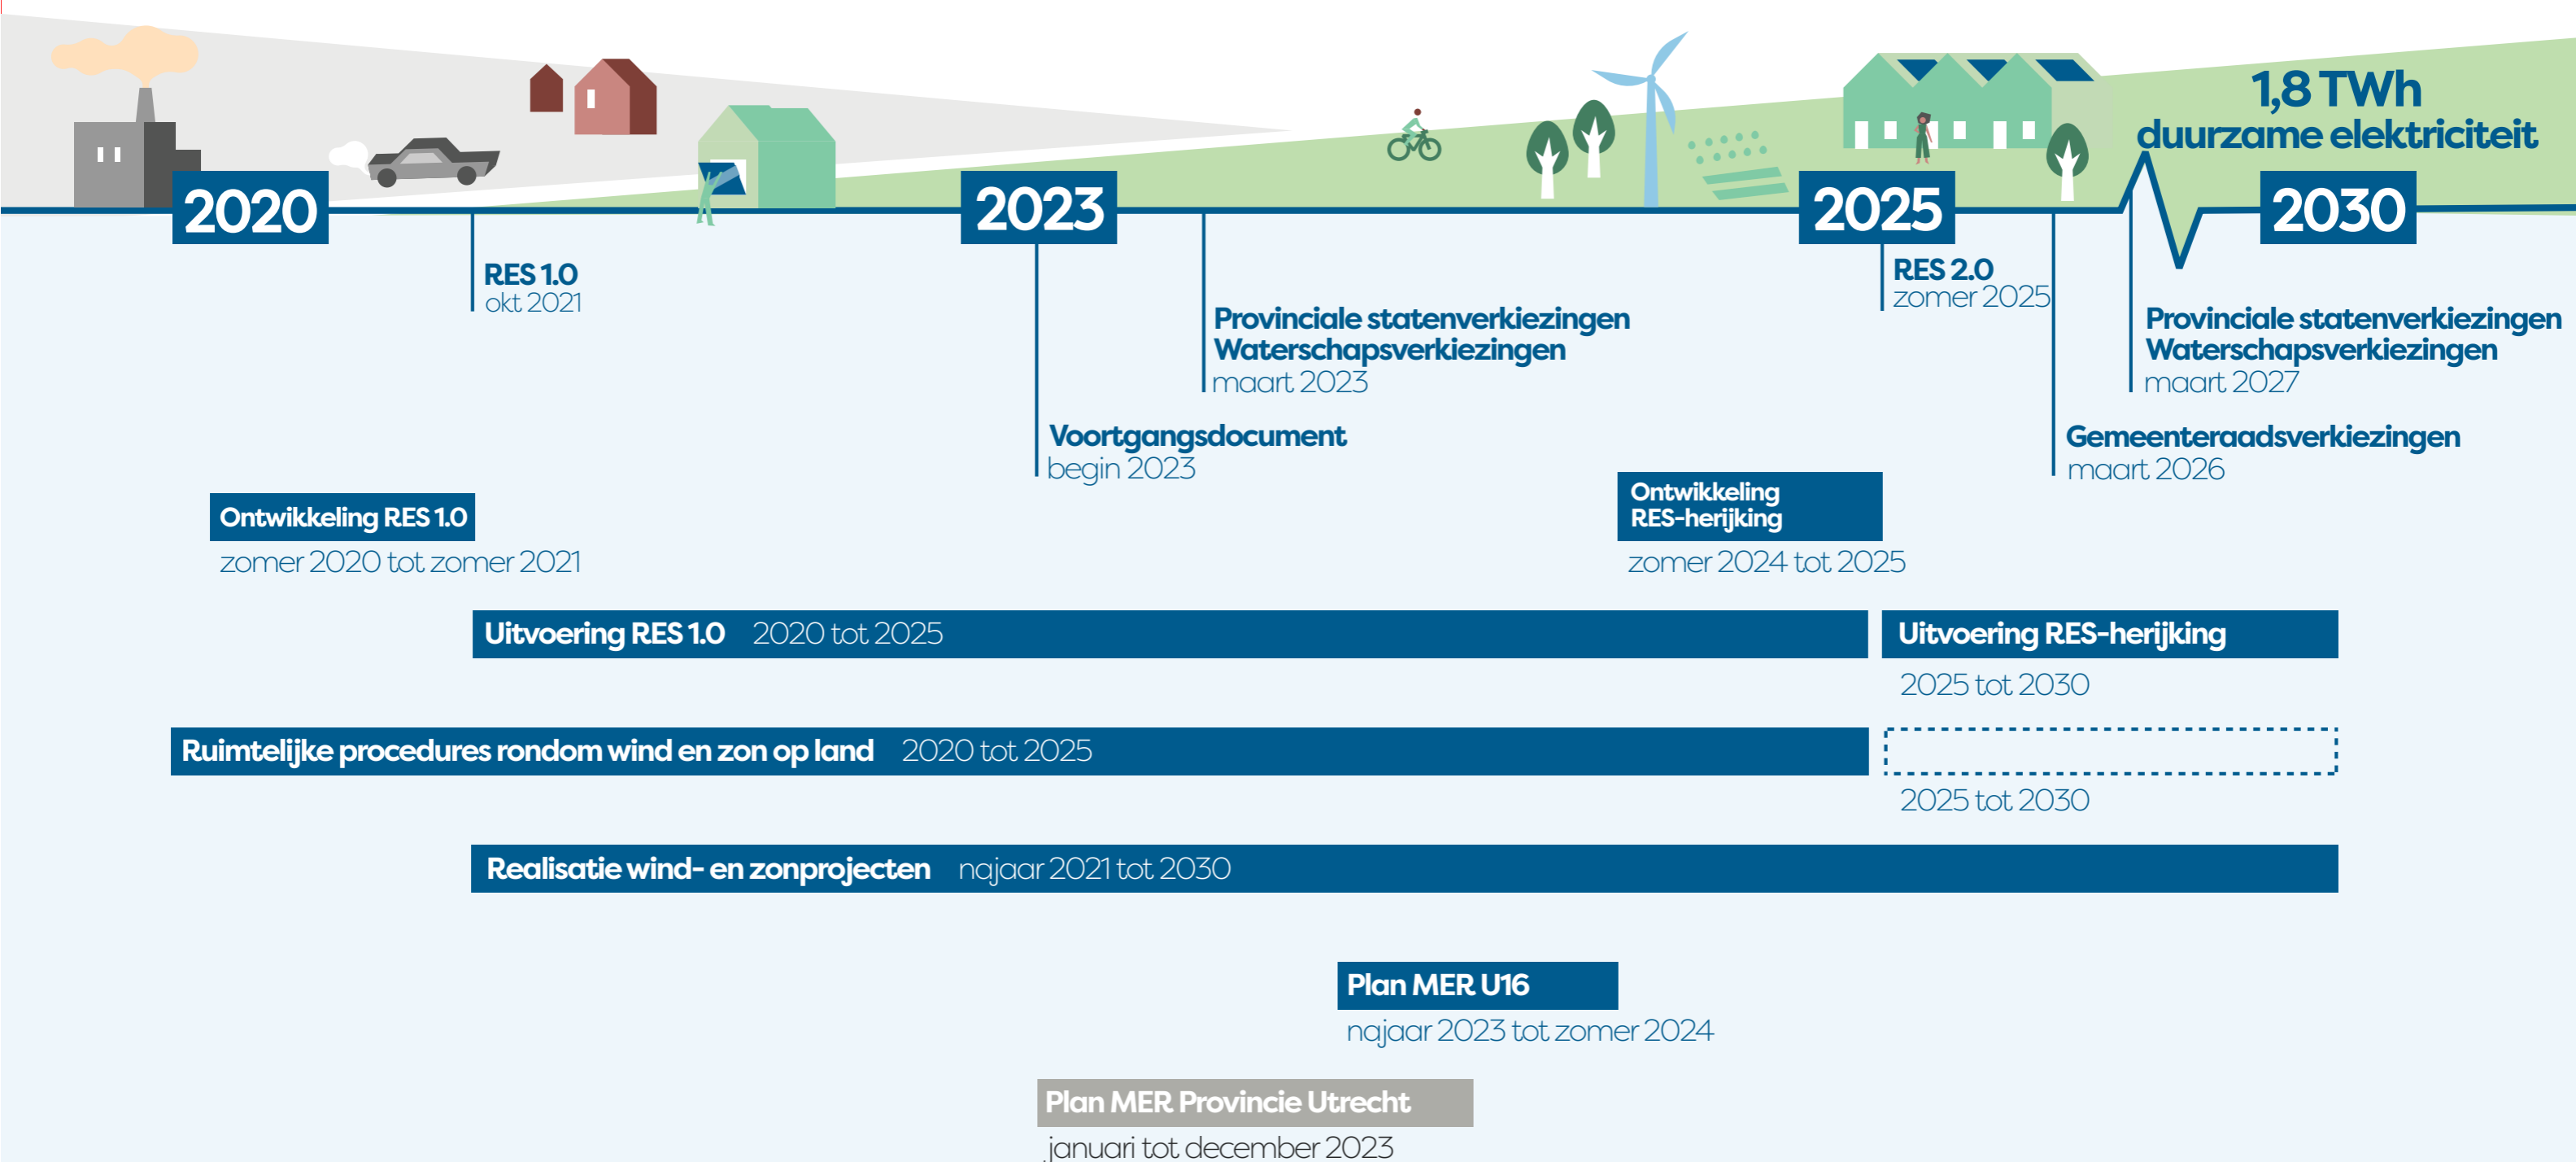 1,8 TWh
duurzame elektriciteit
2020
2023
2025
2030
RES 1.0
okt 2021
RES 2.0
zomer 2025
Provinciale statenverkiezingen
Waterschapsverkiezingen
maart 2023
Provinciale statenverkiezingen
Waterschapsverkiezingen
maart 2027
Voortgangsdocument
begin 2023
Gemeenteraadsverkiezingen
maart 2026
Ontwikkeling RES 1.0
zomer 2020 tot zomer 2021
Ontwikkeling
RES-herijking
zomer 2024 tot 2025
Uitvoering RES 1.0 2020 tot 2025
Uitvoering RES-herijking
2025 tot 2030
Ruimtelijke procedures rondom wind en zon op land 2020 tot 2025
2025 tot 2030
Realisatie wind- en zonprojecten najaar 2021 tot 2030
Plan MER U16
najaar 2023 tot zomer 2024
Plan MER Provincie Utrecht
januari tot december 2023